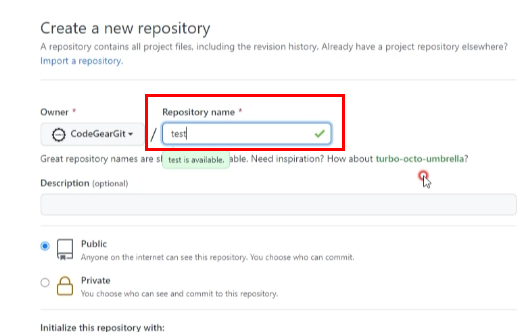 Create a new repository
A repository contains all project files, including the revision history. Already have a project repository elsewhere?
Import a repository.
Owner * Repository name *
CodeGearGit / test
Great repository names are able. Need inspiration? How about turbo-octo-umbrella?
test is available.
Description (optional)
Public
Anyone on the internet can see this repository. You choose who can commit.
Private
You choose who can see and commit to this repository.
Initialize this repository with: